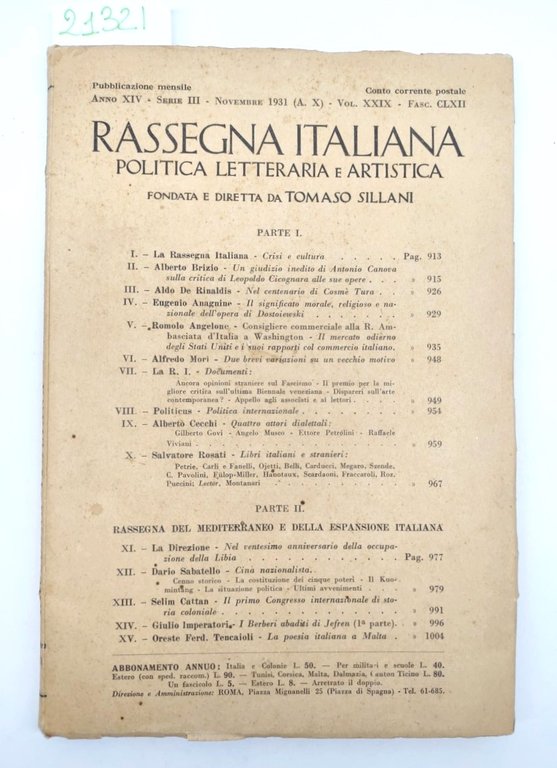 21321
Pubblicazione mensile Conto corrente postale
ANNO XIV - SERIE III - NOVEMBRE 1931 (A. X) - VOL. XXIX - FASC. CLXII
RASSEGNA ITALIANA
POLITICA LETTERARIA E ARTISTICA
FONDATA E DIRETTA DA TOMASO SILLANI
PARTE I.
I. – La Rassegna Italiana - Crisi e cultura . . . . . Pag. 913
II. – Alberto Brizio - Un giudizio inedito di Antonio Canova
sulla critica di Leopoldo Cicognara alle sue opere . . . » 915
III. – Aldo De Rinaldis - Nel centenario di Cosmè Tura . . . » 926
IV. – Eugenio Anagnine - Il significato morale, religioso e na-
zionale dell'opera di Dostoiewski . . . . . . » 929
V. – Romolo Angelone - Consigliere commerciale alla R. Am-
basciata d'Italia a Washington - Il mercato odierno
degli Stati Uniti e i suoi rapporti col commercio italiano. » 935
VI. – Alfredo Mori - Due brevi variazioni su un vecchio motivo » 948
VII. – La R. I. - Documenti:
Ancora opinioni straniere sul Fascismo - Il premio per la mi-
gliore critica sull'ultima Biennale veneziana - Dispareri sull'arte
contemporanea? - Appello agli associati e ai lettori . . . . » 949
VIII. – Politicus - Politica internazionale . . . . . . » 954
IX. – Alberto Cecchi - Quattro attori dialettali:
Gilberto Govi - Angelo Musco - Ettore Petrolini - Raffaele
Viviani . . . . . . . . . . » 959
X. – Salvatore Rosati - Libri italiani e stranieri:
Petrie, Carli e Fanelli, Ojetti, Belli, Carducci, Megaro, Szende,
C. Pavolini, Fülop-Miller, Hanotaux, Scardaoni, Fraccaroli, Roz,
Puccini; Lector, Montanari . . . . . . . » 967
PARTE II.
RASSEGNA DEL MEDITERRANEO E DELLA ESPANSIONE ITALIANA
XI. – La Direzione - Nel ventesimo anniversario della occupa-
zione della Libia . . . . . . . . Pag. 977
XII. – Dario Sabatello - Cina nazionalista.
Cenno storico - La costituzione dei cinque poteri - Il Kuo-
mintang - La situazione politica - Ultimi avvenimenti . . » 979
XIII. – Selim Cattan - Il primo Congresso internazionale di sto-
ria coloniale . . . . . . . . . » 991
XIV. – Giulio Imperatori - I Berberi abaditi di Jefren (1ª parte). » 996
XV. – Oreste Ferd. Tencajoli - La poesia italiana a Malta . » 1004
ABBONAMENTO ANNUO: Italia e Colonie L. 50. — Per militari e scuole L. 40.
Estero (con sped. raccom.) L. 90. — Tunisi, Corsica, Malta, Dalmazia, Canton Ticino L. 80.
Un fascicolo L. 5. — Estero L. 8. — Arretrato il doppio.
Direzione e Amministrazione: ROMA, Piazza Mignanelli 25 (Piazza di Spagna) - Tel. 61-685.